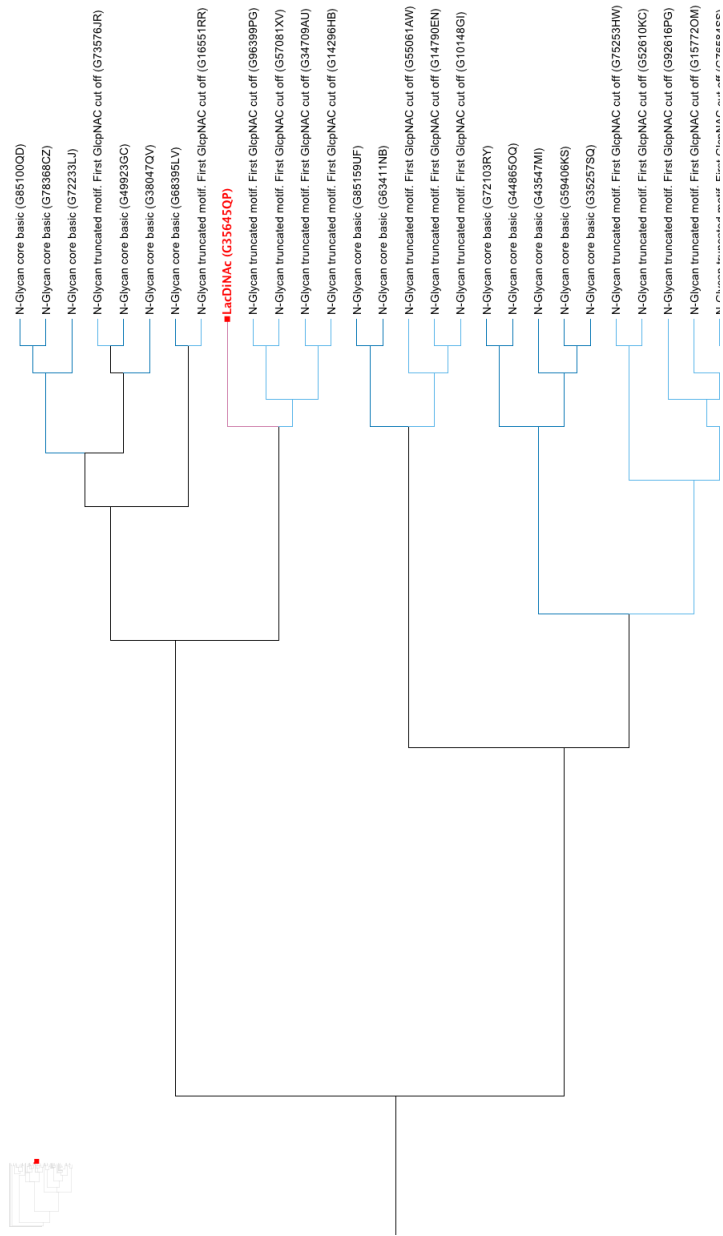 N-Glycan core basic (G85100QD)
N-Glycan core basic (G78368CZ)
N-Glycan core basic (G72233LJ)
N-Glycan truncated motif. First GlcpNAC cut off (G73576JR)
N-Glycan core basic (G49923GC)
N-Glycan core basic (G38047QV)
N-Glycan core basic (G68395LV)
N-Glycan truncated motif. First GlcpNAC cut off (G16551RR)
LacDiNAc (G35645QP)
N-Glycan truncated motif. First GlcpNAC cut off (G96399PG)
N-Glycan truncated motif. First GlcpNAC cut off (G57081XV)
N-Glycan truncated motif. First GlcpNAC cut off (G34709AU)
N-Glycan truncated motif. First GlcpNAC cut off (G14296HB)
N-Glycan core basic (G85159UF)
N-Glycan core basic (G63411NB)
N-Glycan truncated motif. First GlcpNAC cut off (G55061AW)
N-Glycan truncated motif. First GlcpNAC cut off (G14790EN)
N-Glycan truncated motif. First GlcpNAC cut off (G10148GI)
N-Glycan core basic (G72103RY)
N-Glycan core basic (G44865OQ)
N-Glycan core basic (G43547MI)
N-Glycan core basic (G59406KS)
N-Glycan core basic (G35257SQ)
N-Glycan truncated motif. First GlcpNAC cut off (G75253HW)
N-Glycan truncated motif. First GlcpNAC cut off (G52610KC)
N-Glycan truncated motif. First GlcpNAC cut off (G92616PG)
N-Glycan truncated motif. First GlcpNAC cut off (G15772OM)
N-Glycan truncated motif. First GlcpNAC cut off